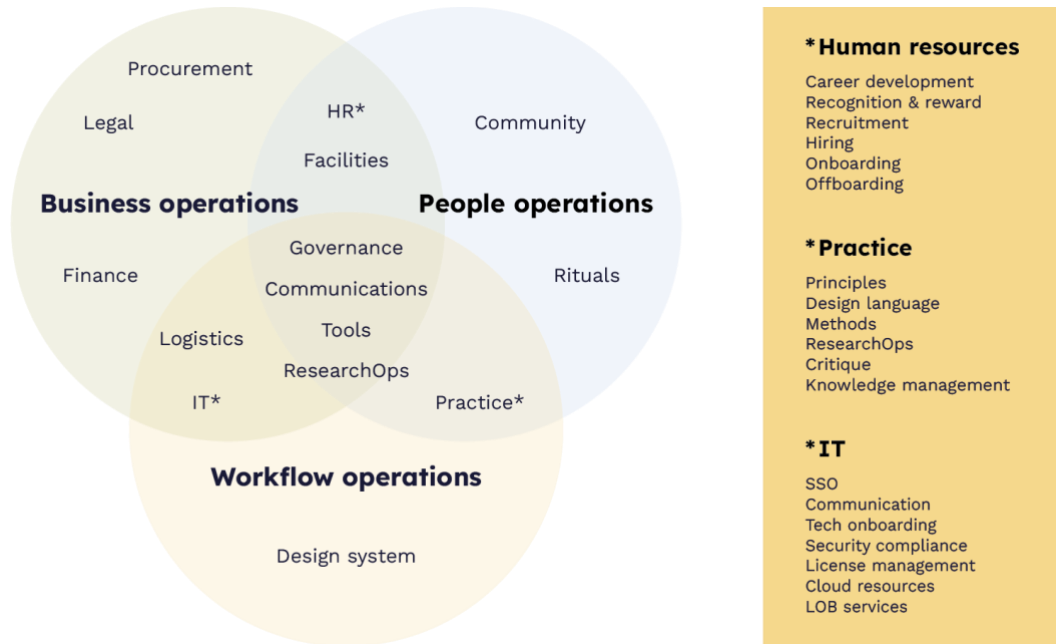 Procurement
Legal
HR*
Community
Facilities
Business operations
People operations
Governance
Finance
Communications
Rituals
Logistics
Tools
ResearchOps
IT*
Practice*
Workflow operations
Design system
*Human resources
Career development
Recognition & reward
Recruitment
Hiring
Onboarding
Offboarding
*Practice
Principles
Design language
Methods
ResearchOps
Critique
Knowledge management
*IT
SSO
Communication
Tech onboarding
Security compliance
License management
Cloud resources
LOB services